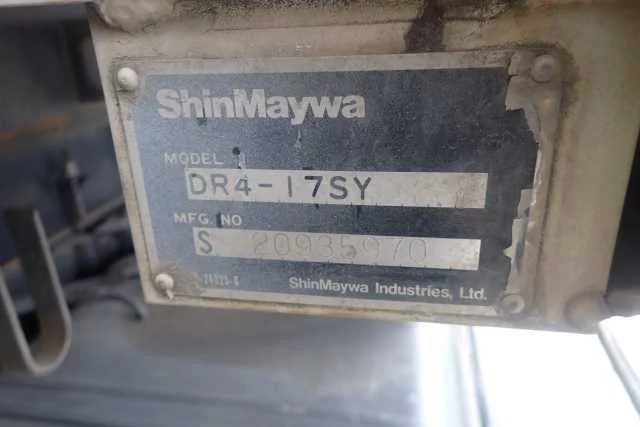 ShinMaywa
MODEL
DR4-17SY
MFG. NO
S 20935970
ShinMaywa Industries, Ltd.